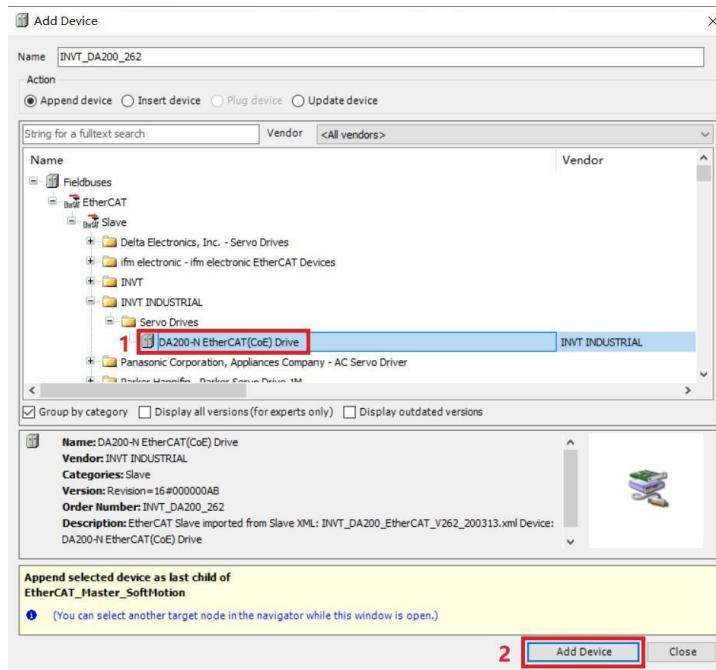 Add Device
Name INVT_DA200_262
Action
Append device Insert device Plug device Update device
String for a fulltext search Vendor <All vendors>
Name Vendor
Fieldbuses
EtherCAT
Slave
Delta Electronics, Inc. - Servo Drives
ifm electronic - ifm electronic EtherCAT Devices
INVT
INVT INDUSTRIAL
Servo Drives
1 DA200-N EtherCAT(CoE) Drive INVT INDUSTRIAL
Panasonic Corporation, Appliances Company - AC Servo Driver
Parker Hannifin - Parker Servo Drive 1M
Group by category Display all versions (for experts only) Display outdated versions
Name: DA200-N EtherCAT(CoE) Drive
Vendor: INVT INDUSTRIAL
Categories: Slave
Version: Revision=16#000000AB
Order Number: INVT_DA200_262
Description: EtherCAT Slave imported from Slave XML: INVT_DA200_EtherCAT_V262_200313.xml Device:
DA200-N EtherCAT(CoE) Drive
Append selected device as last child of
EtherCAT_Master_SoftMotion
(You can select another target node in the navigator while this window is open.)
2 Add Device Close